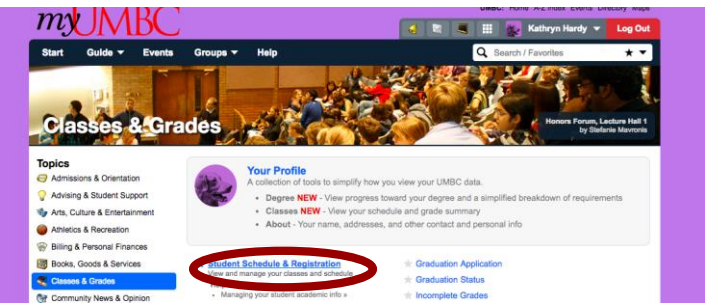 UMBC: Home A-Z Index Events Directory Maps
myUMBC
Kathryn Hardy Log Out
Start Guide Events Groups Help Search / Favorites
Classes & Grades
Honors Forum, Lecture Hall 1
by Stefanie Mavronis
Topics
Admissions & Orientation
Advising & Student Support
Arts, Culture & Entertainment
Athletics & Recreation
Billing & Personal Finances
Books, Goods & Services
Classes & Grades
Community News & Opinion
Your Profile
A collection of tools to simplify how you view your UMBC data.
• Degree NEW - View progress toward your degree and a simplified breakdown of requirements
• Classes NEW - View your schedule and grade summary
• About - Your name, addresses, and other contact and personal info
Student Schedule & Registration
View and manage your classes and schedule
• Managing your student academic info »
Graduation Application
Graduation Status
Incomplete Grades